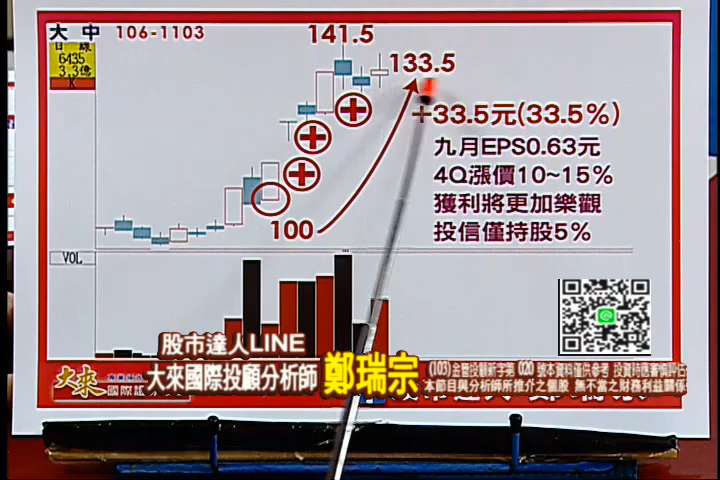 大中 106-1103
日線
6435
3.3億
K
141.5
133.5
+33.5元(33.5%)
九月EPS0.63元
4Q漲價10~15%
獲利將更加樂觀
投信僅持股5%
100
VOL
股市達人LINE
大來國際投顧分析師 鄭瑞宗
大來
國際
(103)金管投顧新字第 020 號本資料僅供參考 投資時應審慎評估
本節目與分析師所推介之個股 無不當之財務利益關係